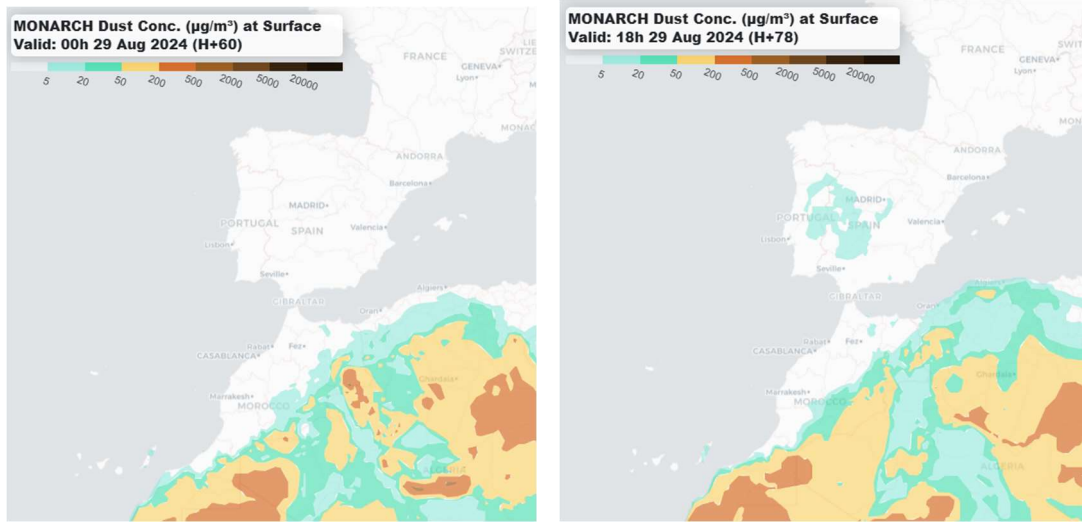 MONARCH Dust Conc. (μg/m³) at Surface
Valid: 00h 29 Aug 2024 (H+60)
5 20 50 200 500 2000 5000 20000
FRANCE
GENEVA
Lyon
ANDORRA
Barcelona
MADRID
PORTUGAL
SPAIN
Valencia
Lisbon
Seville
GIBRALTAR
Algiers
Oran
Rabat
Fez
CASABLANCA
Ghardaia
Marrakesh
MOROCCO
ALGERIA
MONARCH Dust Conc. (μg/m³) at Surface
Valid: 18h 29 Aug 2024 (H+78)
5 20 50 200 500 2000 5000 20000
FRANCE
GENEVA
Lyon
ANDORRA
Barcelona
MADRID
PORTUGAL
SPAIN
Valencia
Lisbon
Seville
GIBRALTAR
Algiers
Oran
Rabat
Fez
CASABLANCA
Ghardaia
Marrakesh
MOROCCO
ALGERIA